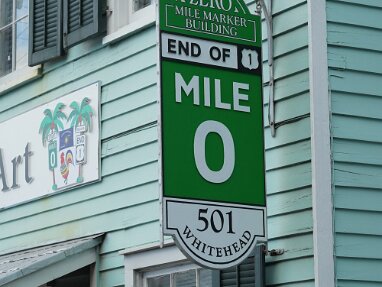 MILE MARKER
BUILDING
END OF 1
MILE
0
501
WHITEHEAD
Art